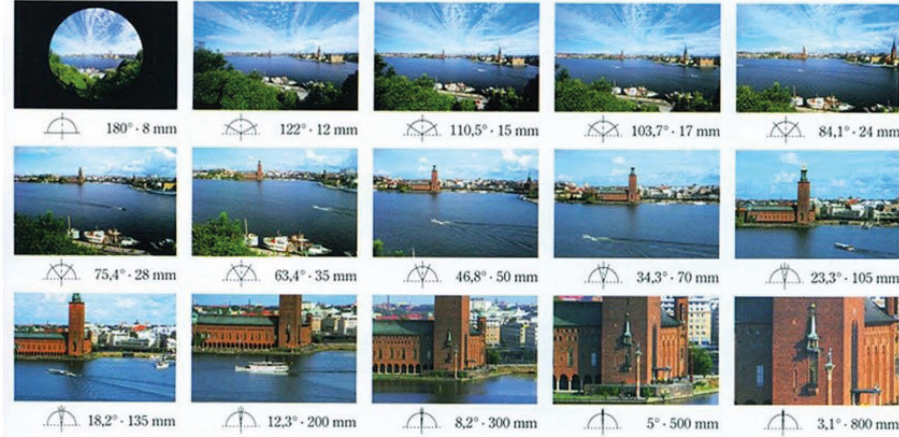 180° · 8 mm
122° · 12 mm
110,5° · 15 mm
103,7° · 17 mm
84,1° · 24 mm
75,4° · 28 mm
63,4° · 35 mm
46,8° · 50 mm
34,3° · 70 mm
23,3° · 105 mm
18,2° · 135 mm
12,3° · 200 mm
8,2° · 300 mm
5° · 500 mm
3,1° · 800 mm